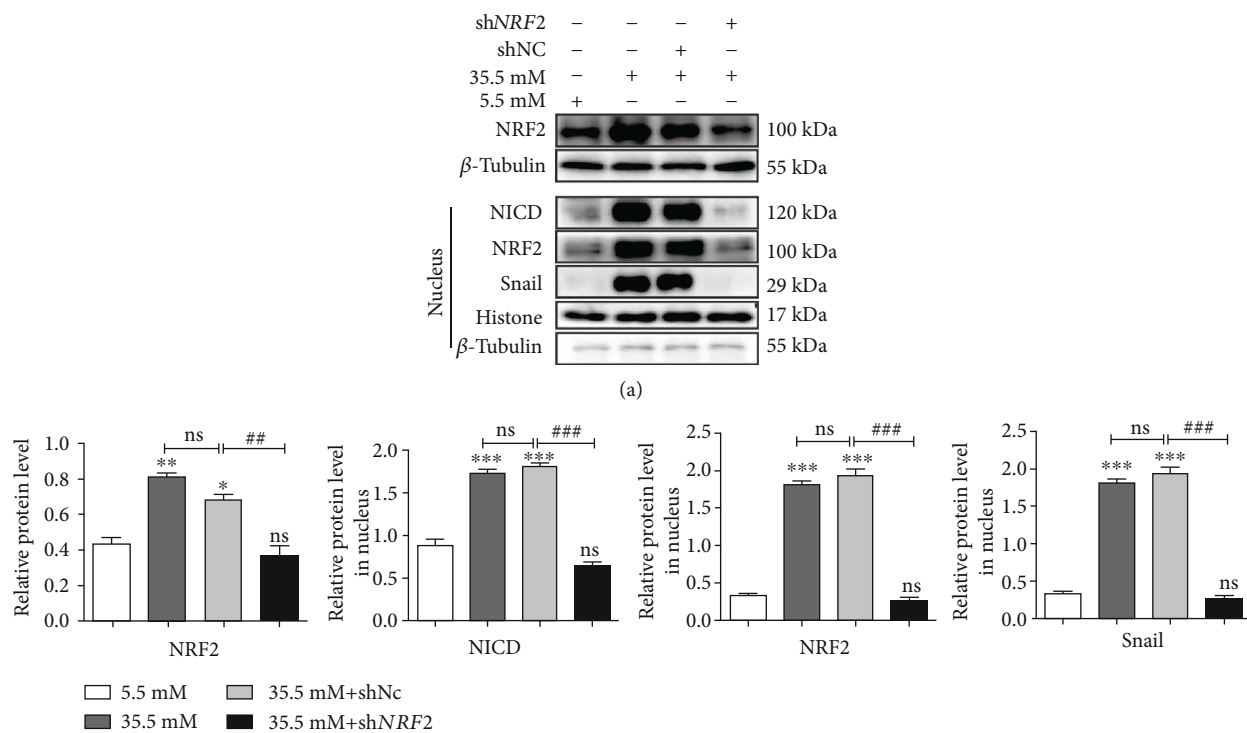 shNRF2 − − − +
shNC − − + −
35.5 mM − + + +
5.5 mM + − − −
NRF2 100 kDa
β-Tubulin 55 kDa
Nucleus
NICD 120 kDa
NRF2 100 kDa
Snail 29 kDa
Histone 17 kDa
β-Tubulin 55 kDa
(a)
Relative protein level
1.0
0.8
0.6
0.4
0.2
0.0
ns ##
** * ns
NRF2
Relative protein level
in nucleus
2.0
1.5
1.0
0.5
0.0
ns ###
*** *** ns
NICD
Relative protein level
in nucleus
2.5
2.0
1.5
1.0
0.5
0.0
ns ###
*** *** ns
NRF2
Relative protein level
in nucleus
2.5
2.0
1.5
1.0
0.5
0.0
ns ###
*** *** ns
Snail
5.5 mM 35.5 mM+shNc
35.5 mM 35.5 mM+shNRF2